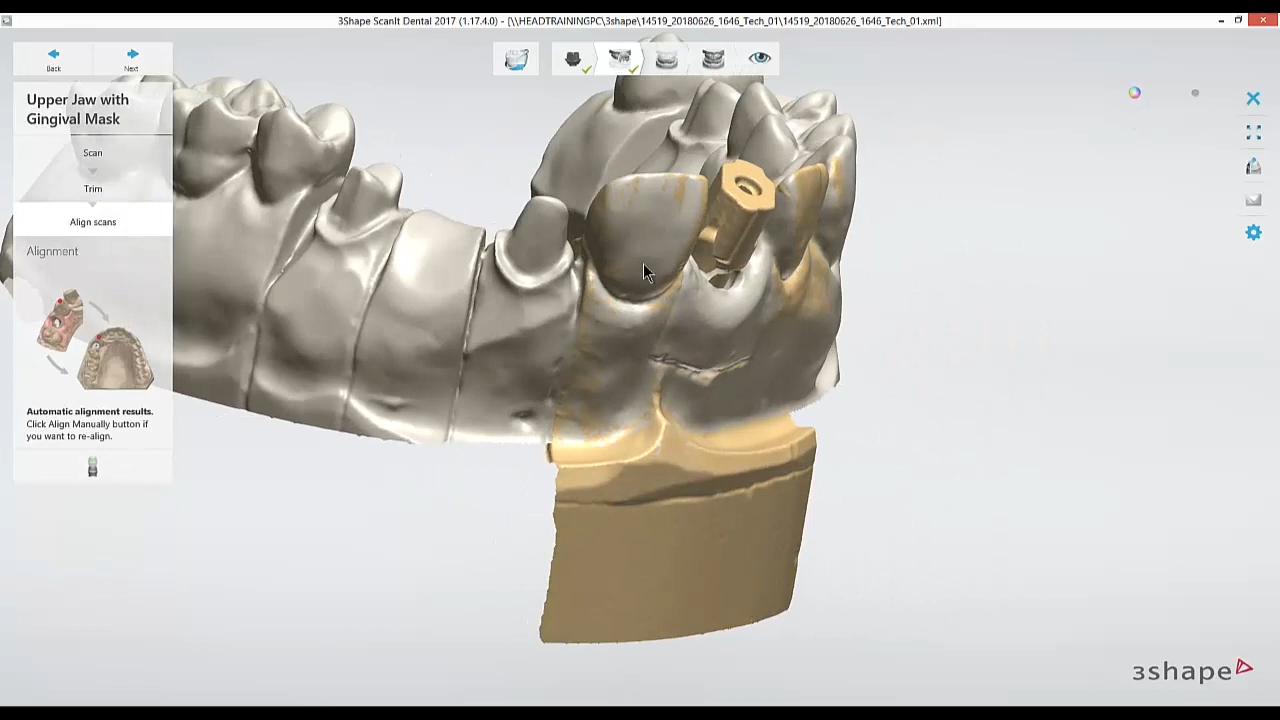 3Shape ScanIt Dental 2017 (1.17.4.0) - [\\HEADTRAININGPC\3shape\14519_20180626_1646_Tech_01\14519_20180626_1646_Tech_01.xml]
Back
Next
Upper Jaw with
Gingival Mask
Scan
Trim
Align scans
Alignment
Automatic alignment results.
Click Align Manually button if
you want to re-align.
3shape